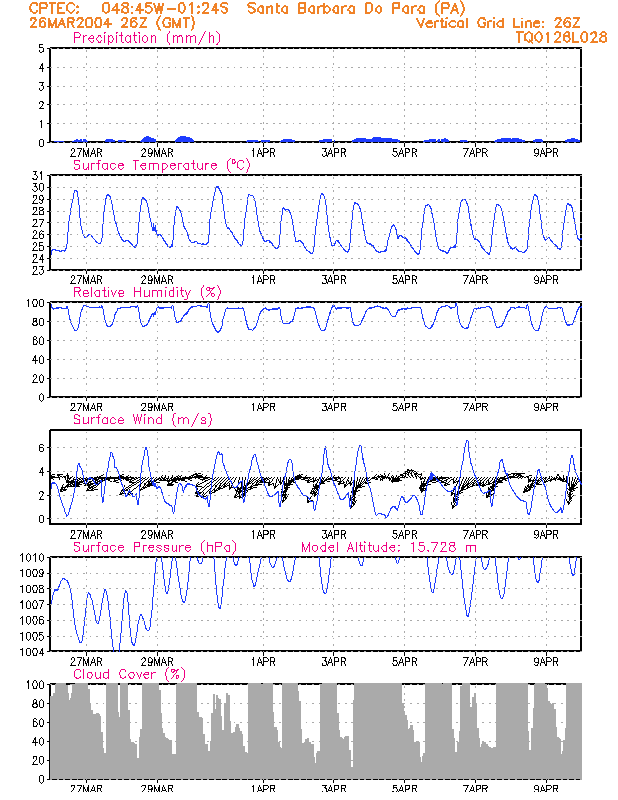 CPTEC: 048:45W-01:24S Santa Barbara Do Para (PA)
26MAR2004 26Z (GMT) Vertical Grid Line: 26Z
Precipitation (mm/h) TQ0126L028
5
4
3
2
1
0
27MAR 29MAR 1APR 3APR 5APR 7APR 9APR
Surface Temperature (°C)
31
30
29
28
27
26
25
24
23
27MAR 29MAR 1APR 3APR 5APR 7APR 9APR
Relative Humidity (%)
100
80
60
40
20
0
27MAR 29MAR 1APR 3APR 5APR 7APR 9APR
Surface Wind (m/s)
6
4
2
0
27MAR 29MAR 1APR 3APR 5APR 7APR 9APR
Surface Pressure (hPa) Model Altitude: 15.728 m
1010
1009
1008
1007
1006
1005
1004
27MAR 29MAR 1APR 3APR 5APR 7APR 9APR
Cloud Cover (%)
100
80
60
40
20
0
27MAR 29MAR 1APR 3APR 5APR 7APR 9APR